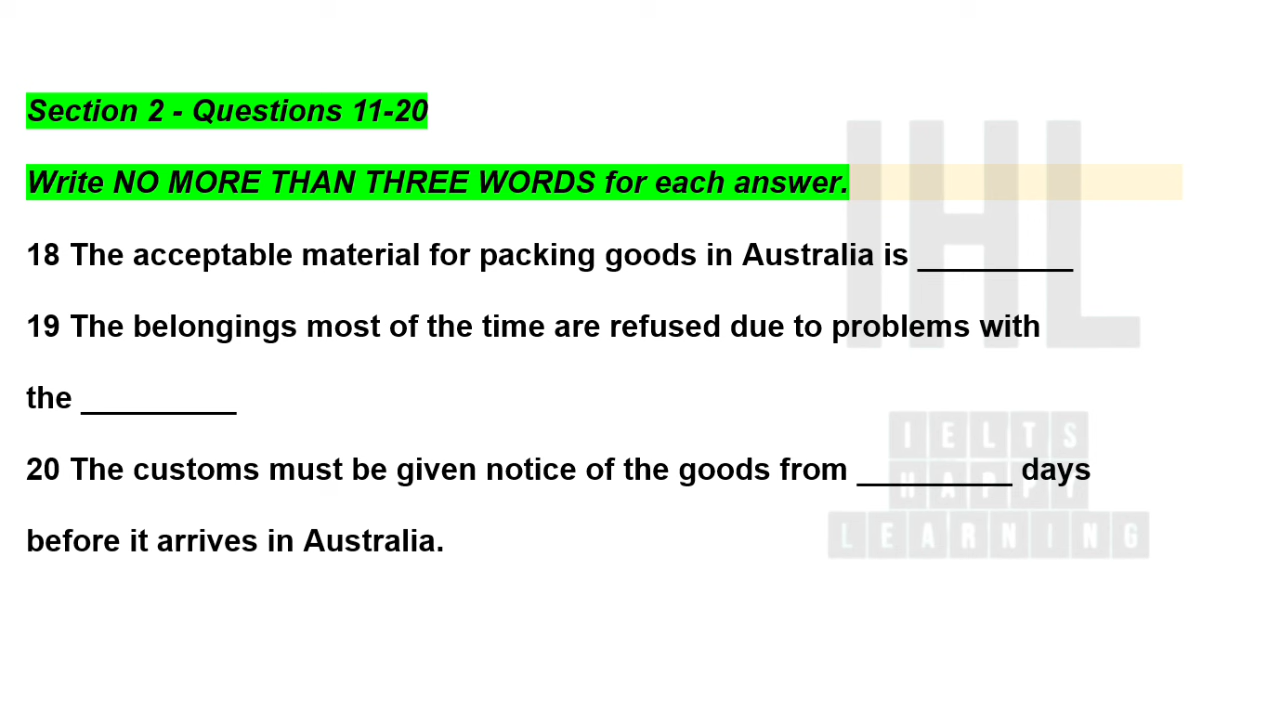 Section 2 - Questions 11-20
Write NO MORE THAN THREE WORDS for each answer.
18 The acceptable material for packing goods in Australia is _________
19 The belongings most of the time are refused due to problems with
the _________
20 The customs must be given notice of the goods from _________ days
before it arrives in Australia.
IHL
IELTS
HAPPY
LEARNING